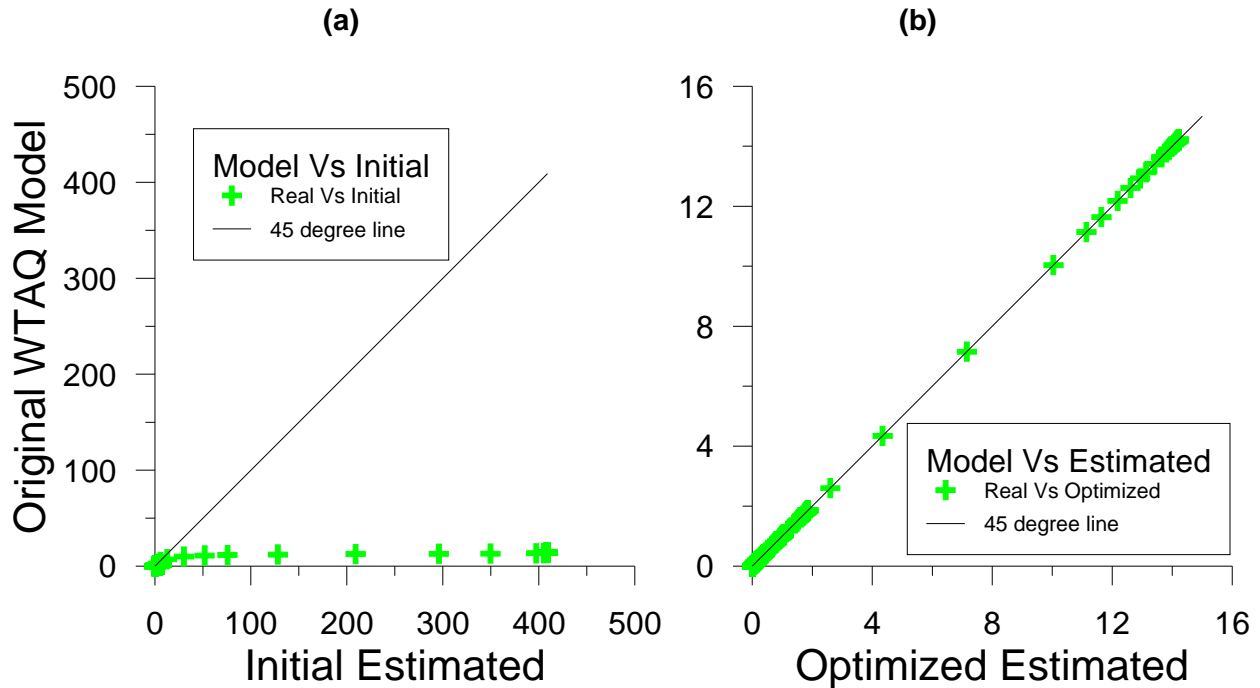 (a)
500
400
300
200
100
0
0 100 200 300 400 500
Original WTAQ Model
Initial Estimated
Model Vs Initial
Real Vs Initial
45 degree line
(b)
16
12
8
4
0
0 4 8 12 16
Optimized Estimated
Model Vs Estimated
Real Vs Optimized
45 degree line